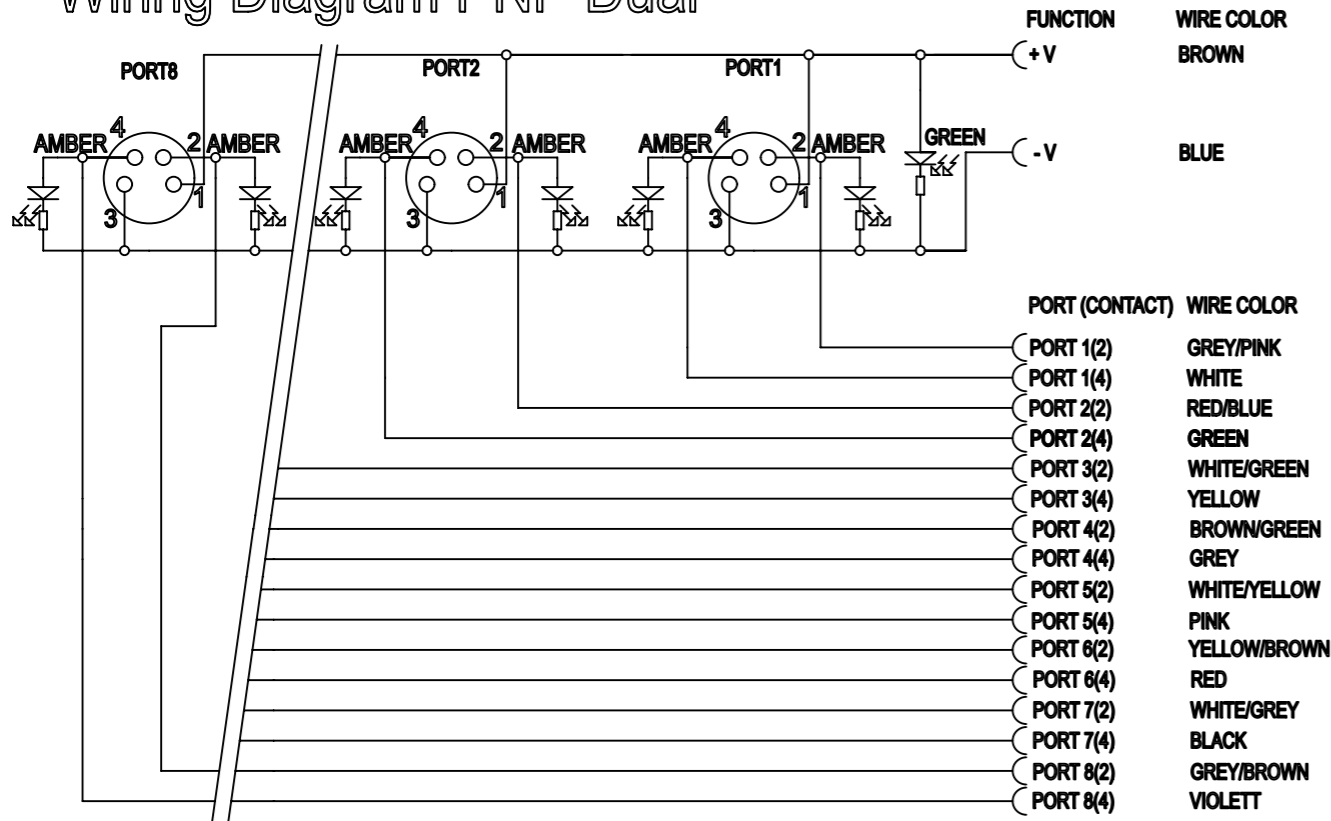 Wiring Diagram PNP Dual
FUNCTION WIRE COLOR
+ V BROWN
PORT8 PORT2 PORT1
4 4 4
AMBER 2 AMBER AMBER 2 AMBER AMBER 2 AMBER GREEN
- V BLUE
1 1 1
3 3 3
PORT (CONTACT) WIRE COLOR
PORT 1(2) GREY/PINK
PORT 1(4) WHITE
PORT 2(2) RED/BLUE
PORT 2(4) GREEN
PORT 3(2) WHITE/GREEN
PORT 3(4) YELLOW
PORT 4(2) BROWN/GREEN
PORT 4(4) GREY
PORT 5(2) WHITE/YELLOW
PORT 5(4) PINK
PORT 6(2) YELLOW/BROWN
PORT 6(4) RED
PORT 7(2) WHITE/GREY
PORT 7(4) BLACK
PORT 8(2) GREY/BROWN
PORT 8(4) VIOLETT